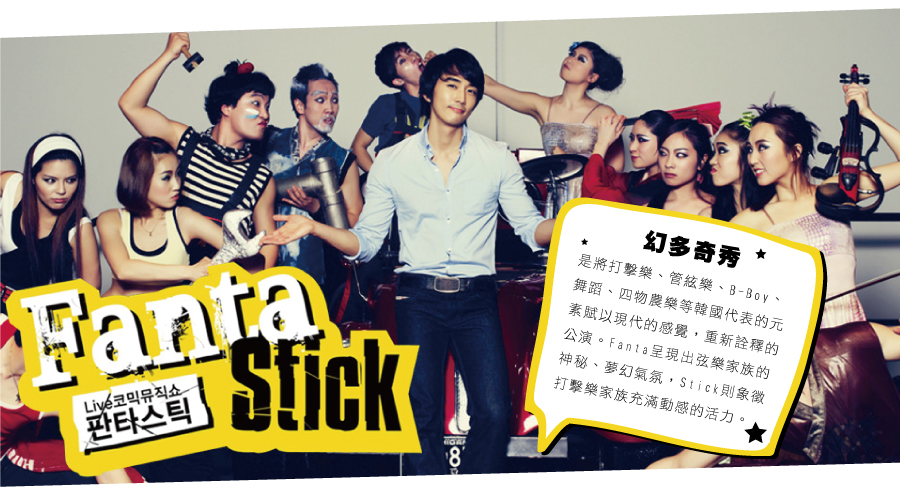 Fanta
Stick
Live코믹뮤직쇼
판타스틱
幻多奇秀
是將打擊樂、管絃樂、B-Boy、
舞蹈、四物農樂等韓國代表的元
素賦以現代的感覺，重新詮釋的
公演。Fanta呈現出弦樂家族的
神秘、夢幻氣氛，Stick則象徵
打擊樂家族充滿動感的活力。
8